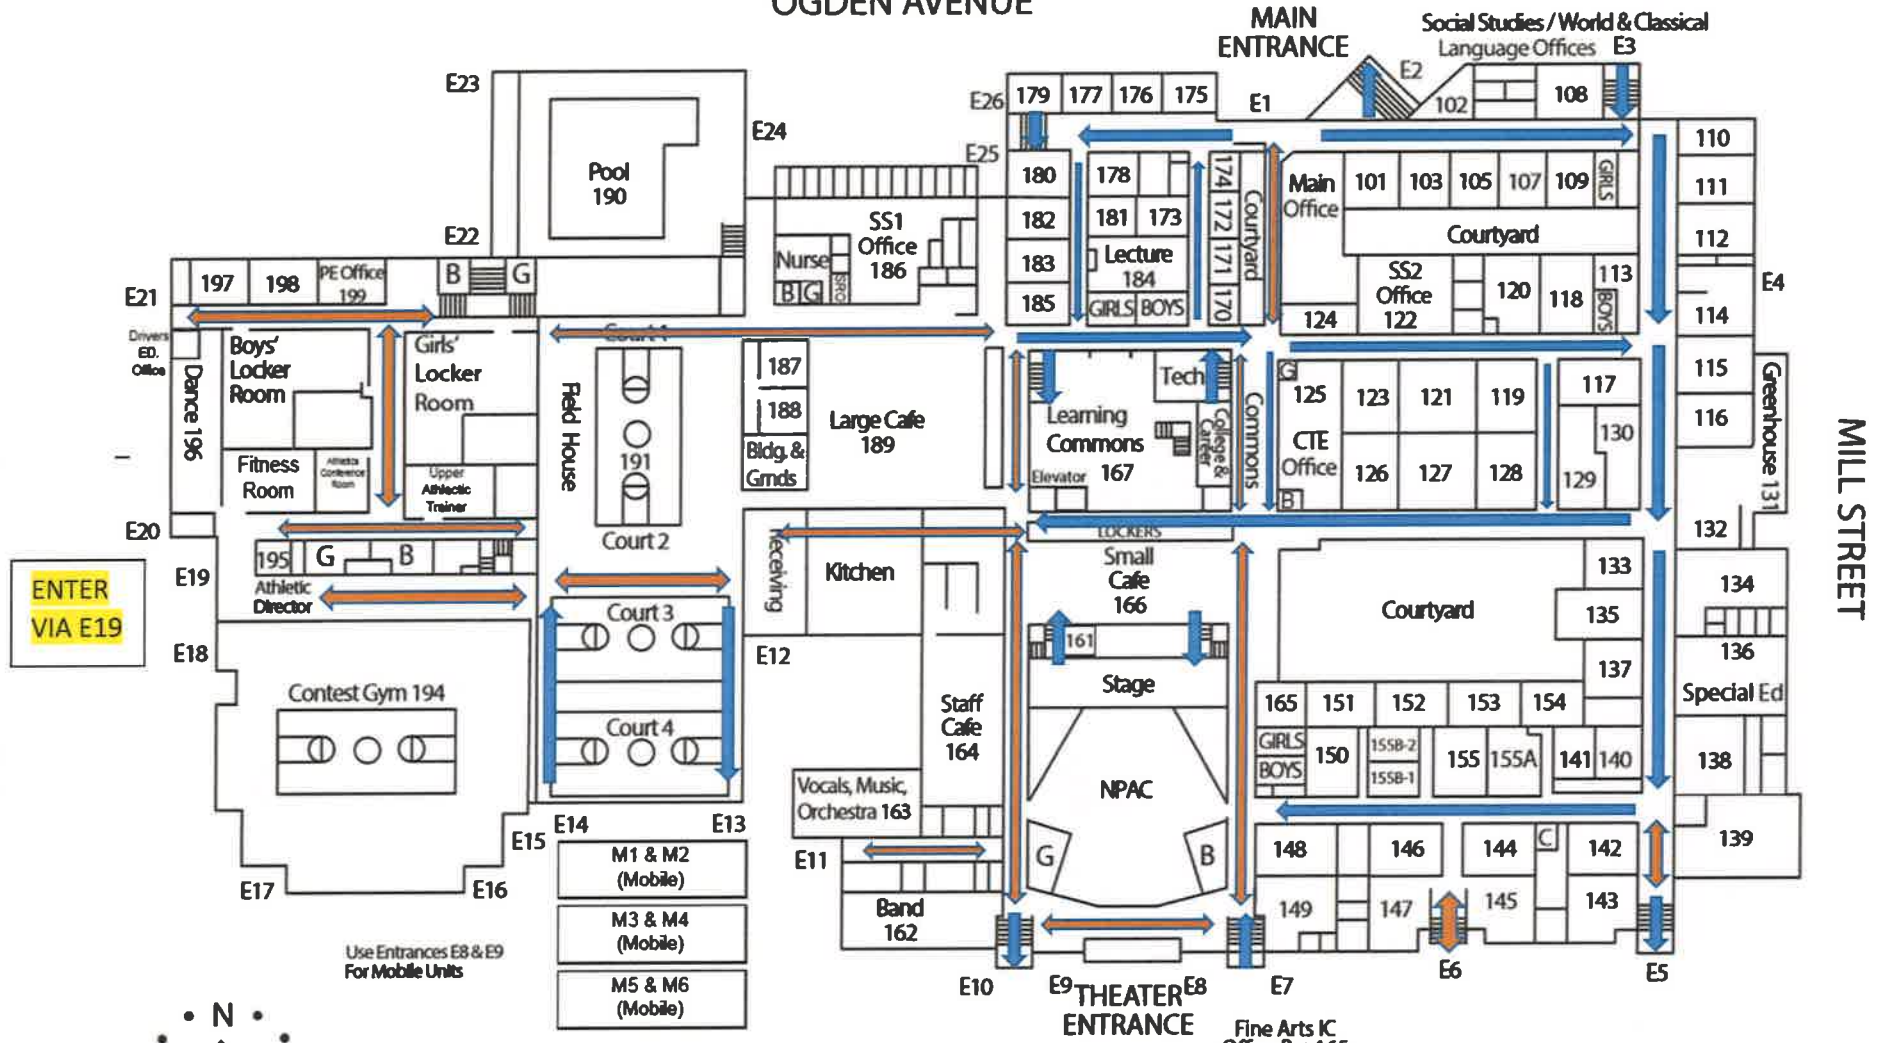 OGDEN AVENUE
MAIN
ENTRANCE
Social Studies / World & Classical
Language Offices
E3
E2
E1
E23
E24
E26
E25
E22
E21
179
177
176
175
102
108
110
Pool
190
180
178
174
Main
Office
101
103
105
107
109
GIRLS
111
182
181
173
172
Courtyard
Courtyard
112
SS1
Office
186
Nurse
B
G
SRO
183
Lecture
184
171
SS2
Office
122
120
118
113
BOYS
E4
185
GIRLS
BOYS
170
124
114
197
198
PE Office
199
B
G
Drivers
ED.
Office
Dance 196
Boys'
Locker
Room
Girls'
Locker
Room
Court 1
Field House
191
187
188
Bldg. &
Grnds
Large Cafe
189
Tech
Learning
Commons
167
Elevator
College &
Career
Commons
G
125
CTE
Office
B
123
121
119
117
115
116
Greenhouse 131
MILL STREET
130
126
127
128
129
Fitness
Room
Athletics
Conference
Room
Upper
Athletic
Trainer
E20
E19
195
G
B
Athletic
Director
ENTER
VIA E19
Court 2
Receiving
Kitchen
LOCKERS
Small
Cafe
166
132
133
134
Courtyard
135
Court 3
161
E18
E12
136
137
Special Ed
Contest Gym 194
Stage
Staff
Cafe
164
165
151
152
153
154
Court 4
GIRLS
BOYS
150
155B-2
155B-1
155
155A
141
140
138
NPAC
Vocals, Music,
Orchestra 163
E15
E14
E13
E11
M1 & M2
(Mobile)
G
B
148
146
144
C
142
139
E17
E16
M3 & M4
(Mobile)
Band
162
149
147
145
143
Use Entrances E8 & E9
For Mobile Units
M5 & M6
(Mobile)
E10
E9
E8
E7
E6
E5
THEATER
ENTRANCE
Fine Arts IC
N